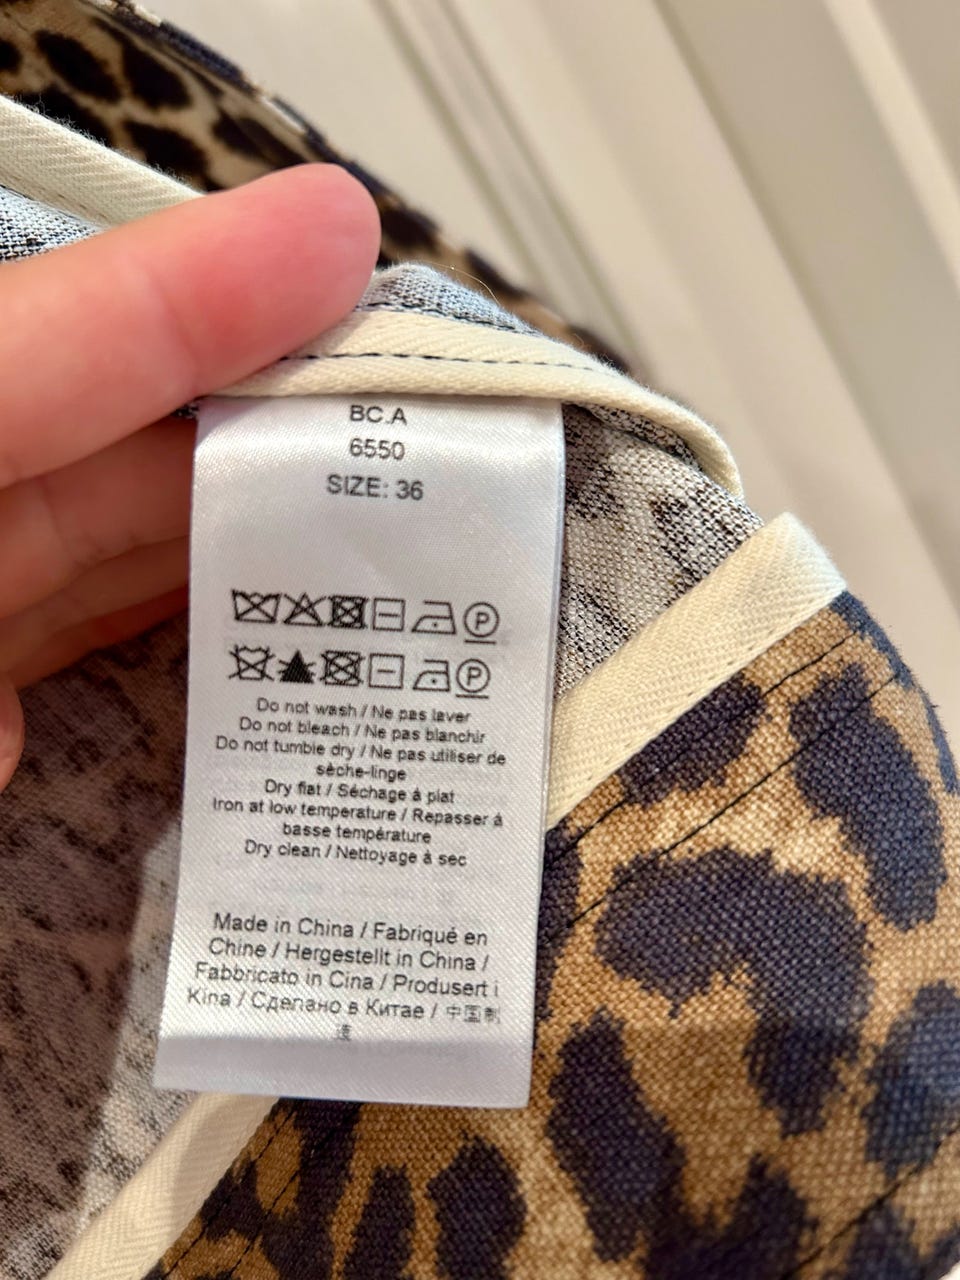 BC.A
6550
SIZE: 36
P
P
Do not wash / Ne pas laver
Do not bleach / Ne pas blanchir
Do not tumble dry / Ne pas utiliser de
sèche-linge
Dry flat / Séchage à plat
Iron at low temperature / Repasser à
basse température
Dry clean / Nettoyage à sec
Made in China / Fabriqué en
Chine / Hergestellt in China /
Fabbricato in Cina / Produsert i
Kina / Сделано в Китае / 中国制
造